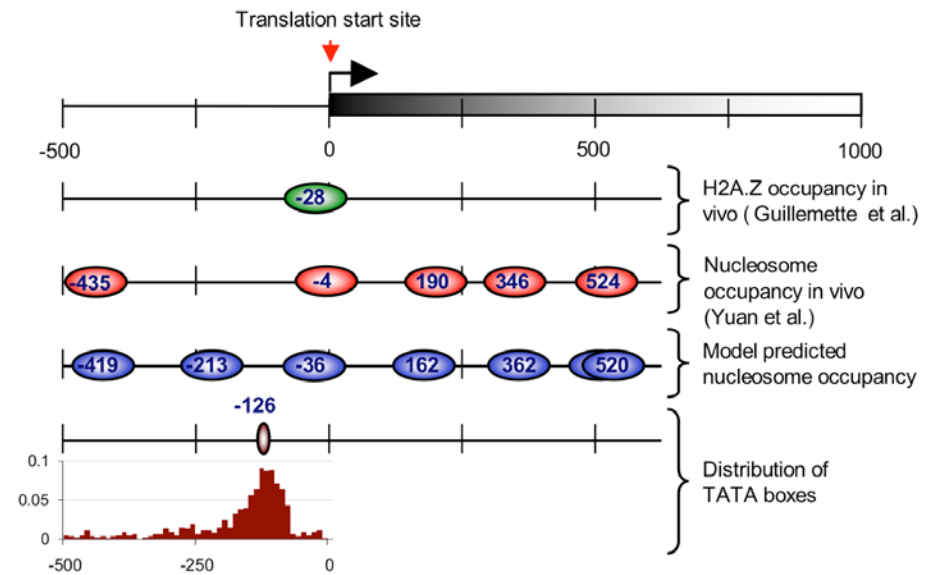 Translation start site
-500 0 500 1000
-28
H2A.Z occupancy in
vivo ( Guillemette et al.)
-435 -4 190 346 524
Nucleosome
occupancy in vivo
(Yuan et al.)
-419 -213 -36 162 362 520
Model predicted
nucleosome occupancy
-126
0.1
0.05
0
-500 -250 0
Distribution of
TATA boxes